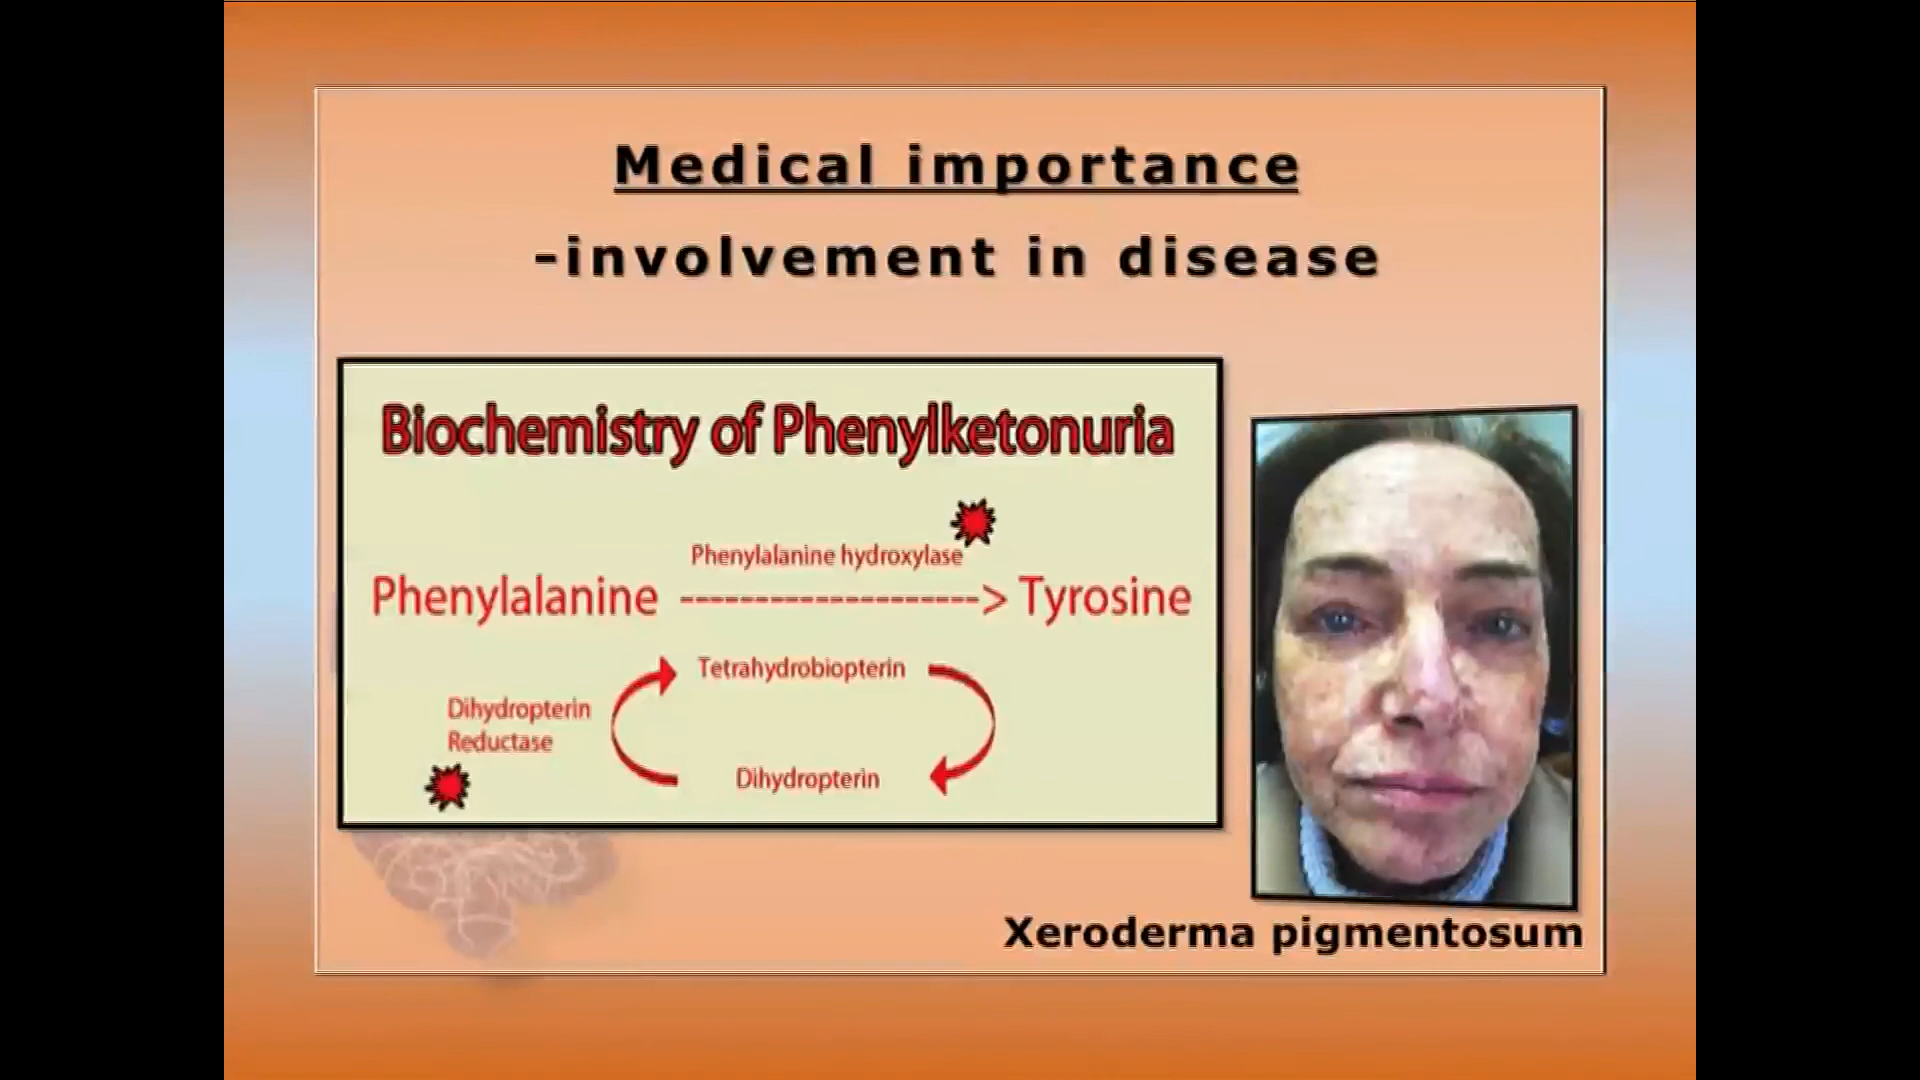 Medical importance
-involvement in disease
Biochemistry of Phenylketonuria
Phenylalanine hydroxylase
Phenylalanine --------------------> Tyrosine
Tetrahydrobiopterin
Dihydropterin
Reductase
Dihydropterin
Xeroderma pigmentosum